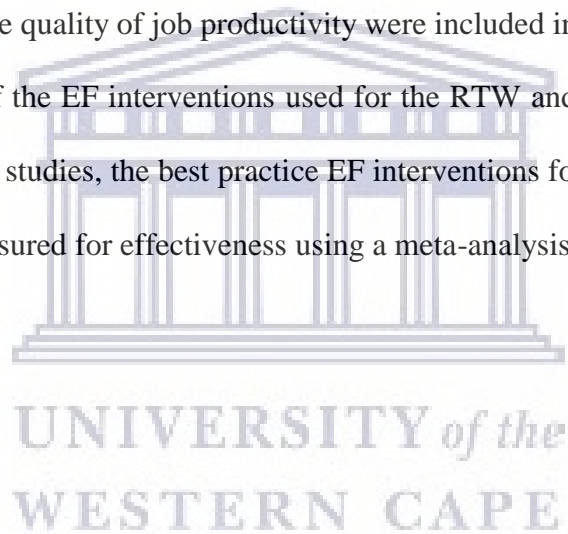 e quality of job productivity were included in
f the EF interventions used for the RTW and
studies, the best practice EF interventions fo
sured for effectiveness using a meta-analysis
UNIVERSITY of the
WESTERN CAPE